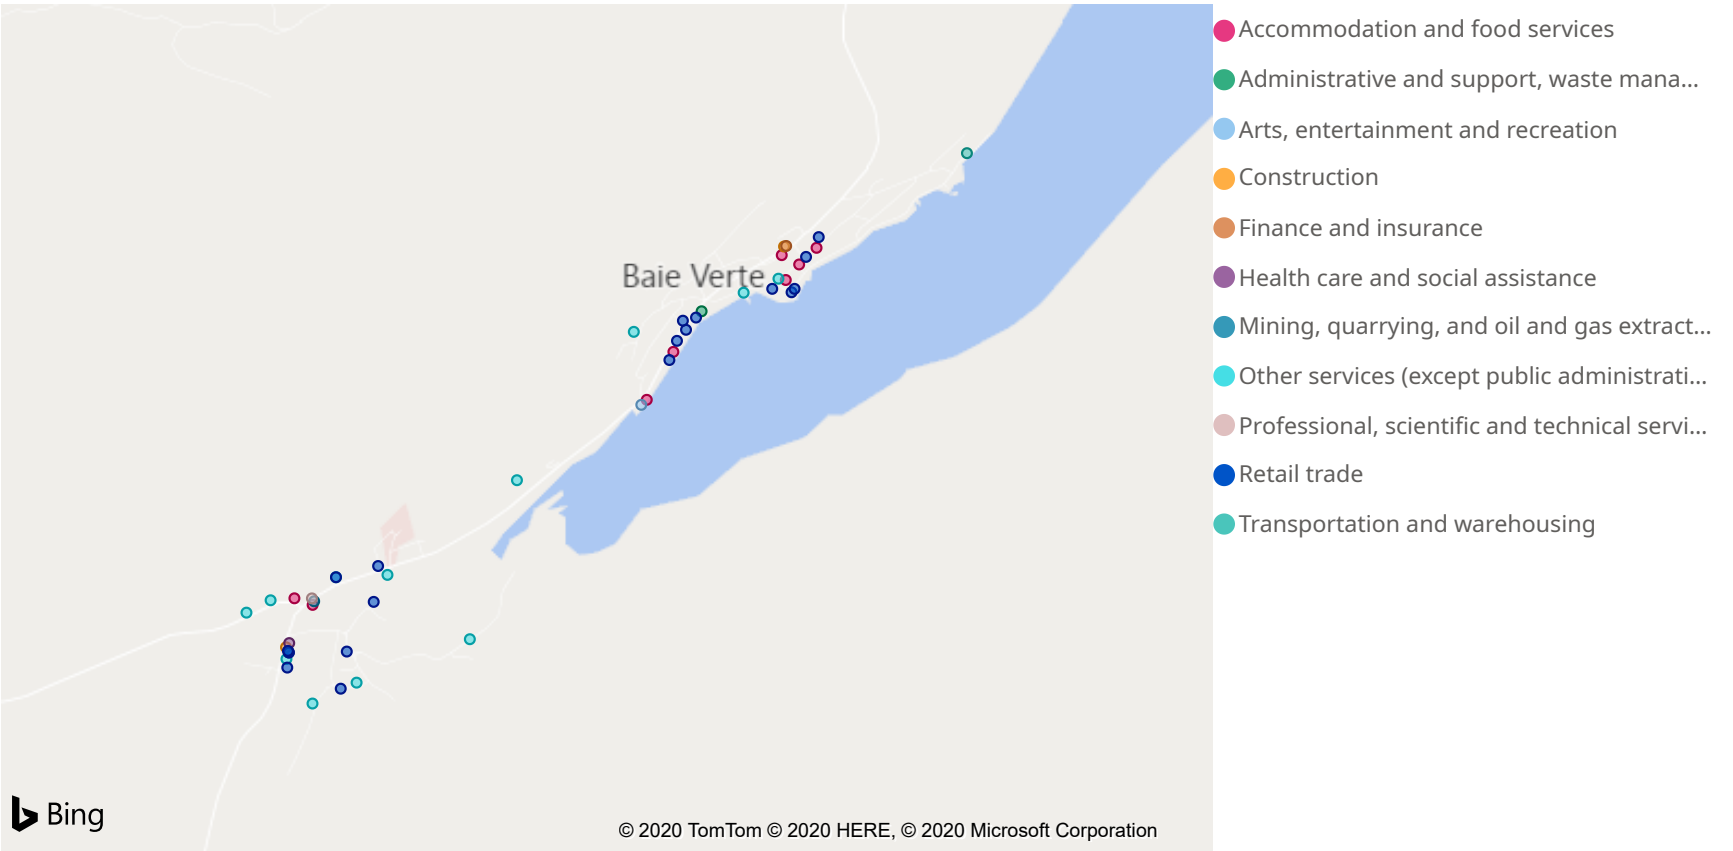 Accommodation and food services
Administrative and support, waste mana...
Arts, entertainment and recreation
Construction
Finance and insurance
Health care and social assistance
Mining, quarrying, and oil and gas extract...
Other services (except public administrati...
Professional, scientific and technical servi...
Retail trade
Transportation and warehousing
Baie Verte
Bing
© 2020 TomTom © 2020 HERE, © 2020 Microsoft Corporation